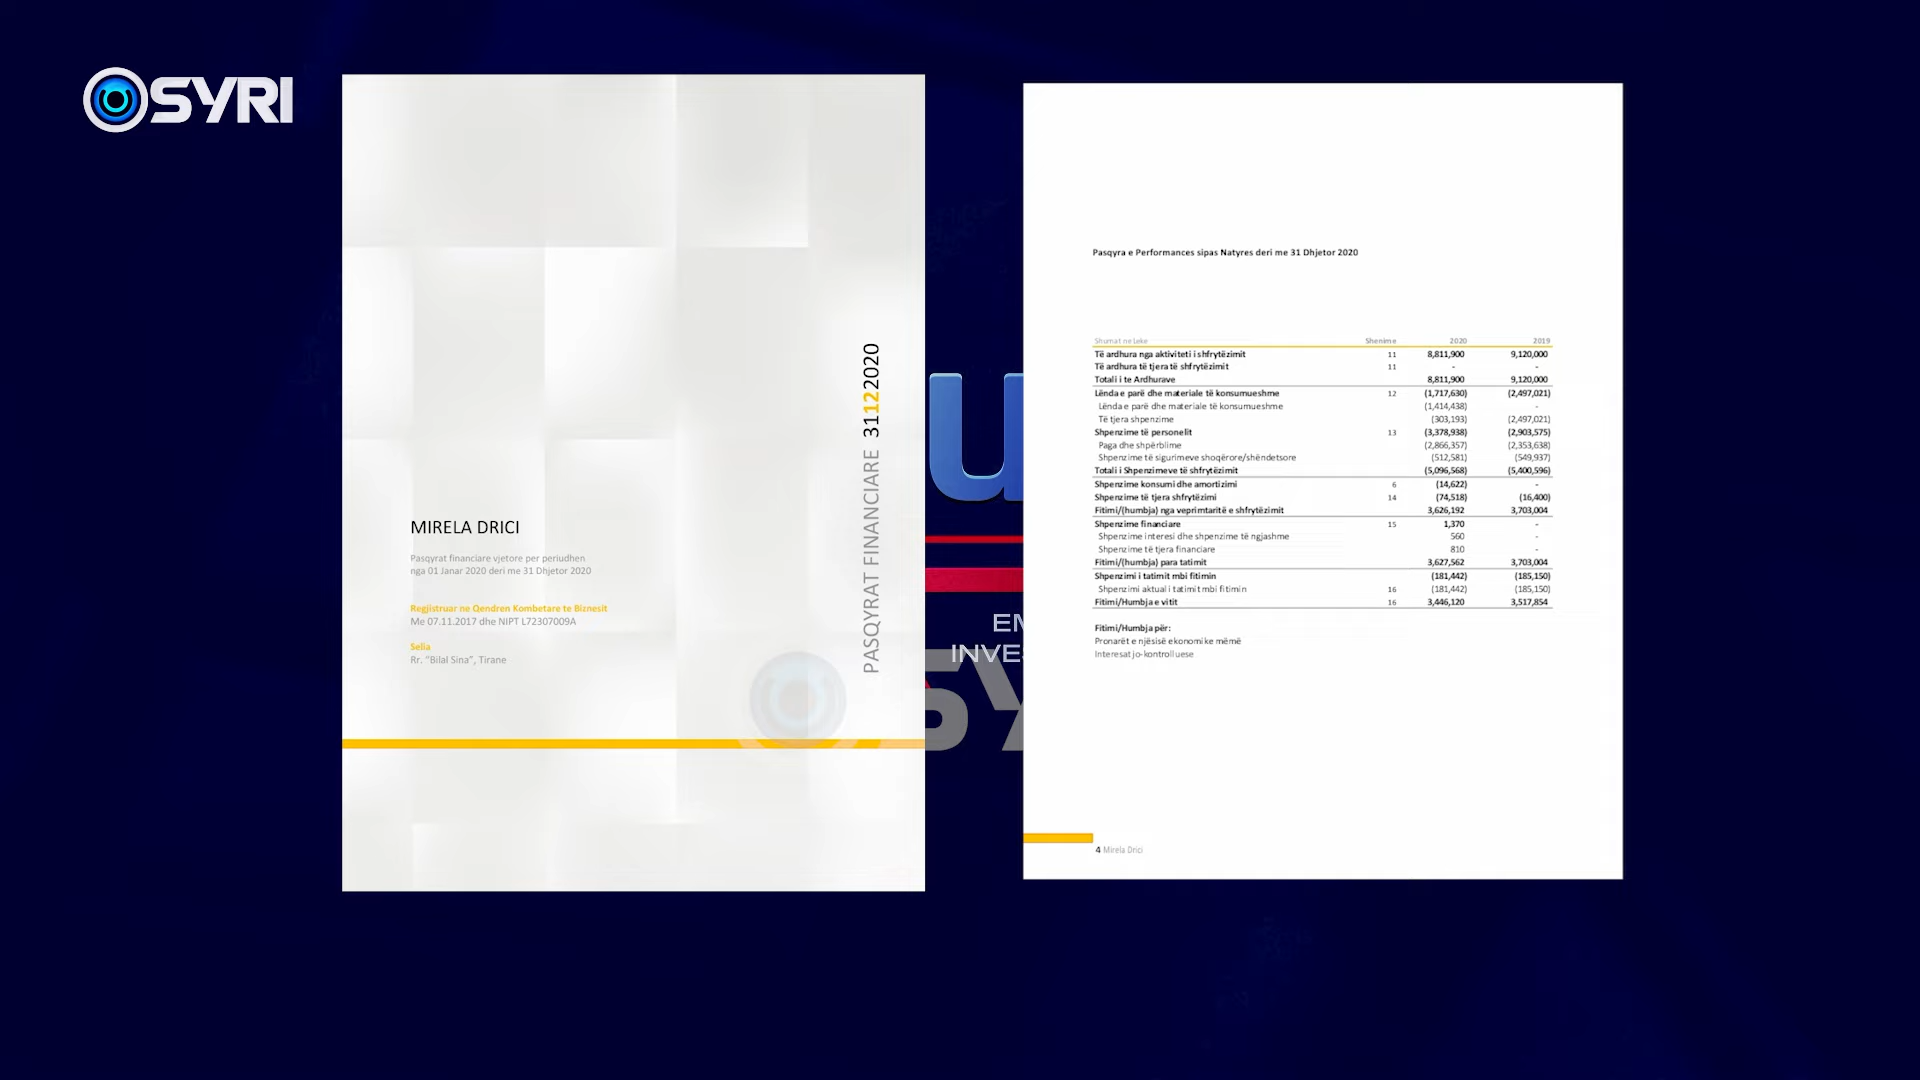 SYRI
MIRELA DRICI
Pasqyrat financiare vjetore per periudhen
nga 01 Janar 2020 deri me 31 Dhjetor 2020
Regjistruar ne Qendren Kombetare te Biznesit
Me 07.11.2017 dhe NIPT L72307009A
Selia
Rr. "Bilal Sina", Tirane
PASQYRAT FINANCIARE 31122020
Pasqyra e Performances sipas Natyres deri me 31 Dhjetor 2020
Shumat ne Leke Shenime 2020 2019
Të ardhura nga aktiviteti i shfrytëzimit 11 8,811,900 9,120,000
Të ardhura të tjera të shfrytëzimit 11 - -
Totali i te Ardhurave 8,811,900 9,120,000
Lënda e parë dhe materiale të konsumueshme 12 (1,717,630) (2,497,021)
Lënda e parë dhe materiale të konsumueshme (1,414,438) -
Të tjera shpenzime (303,193) (2,497,021)
Shpenzime të personelit 13 (3,378,938) (2,903,575)
Paga dhe shpërblime (2,866,357) (2,353,638)
Shpenzime të sigurimeve shoqërore/shëndetsore (512,581) (549,937)
Totali i Shpenzimeve të shfrytëzimit (5,096,568) (5,400,596)
Shpenzime konsumi dhe amortizimi 6 (14,622) -
Shpenzime të tjera shfrytëzimi 14 (74,518) (16,400)
Fitimi/(humbja) nga veprimtaritë e shfrytëzimit 3,626,192 3,703,004
Shpenzime financiare 15 1,370 -
Shpenzime interesi dhe shpenzime të ngjashme 560 -
Shpenzime të tjera financiare 810 -
Fitimi/(humbja) para tatimit 3,627,562 3,703,004
Shpenzimi i tatimit mbi fitimin (181,442) (185,150)
Shpenzimi aktual i tatimit mbi fitimin 16 (181,442) (185,150)
Fitimi/Humbja e vitit 16 3,446,120 3,517,854
Fitimi/Humbja për:
Pronarët e njësisë ekonomike mëmë
Interesat jo-kontrolluese
4 Mirela Drici
u
EM
INVES
SY